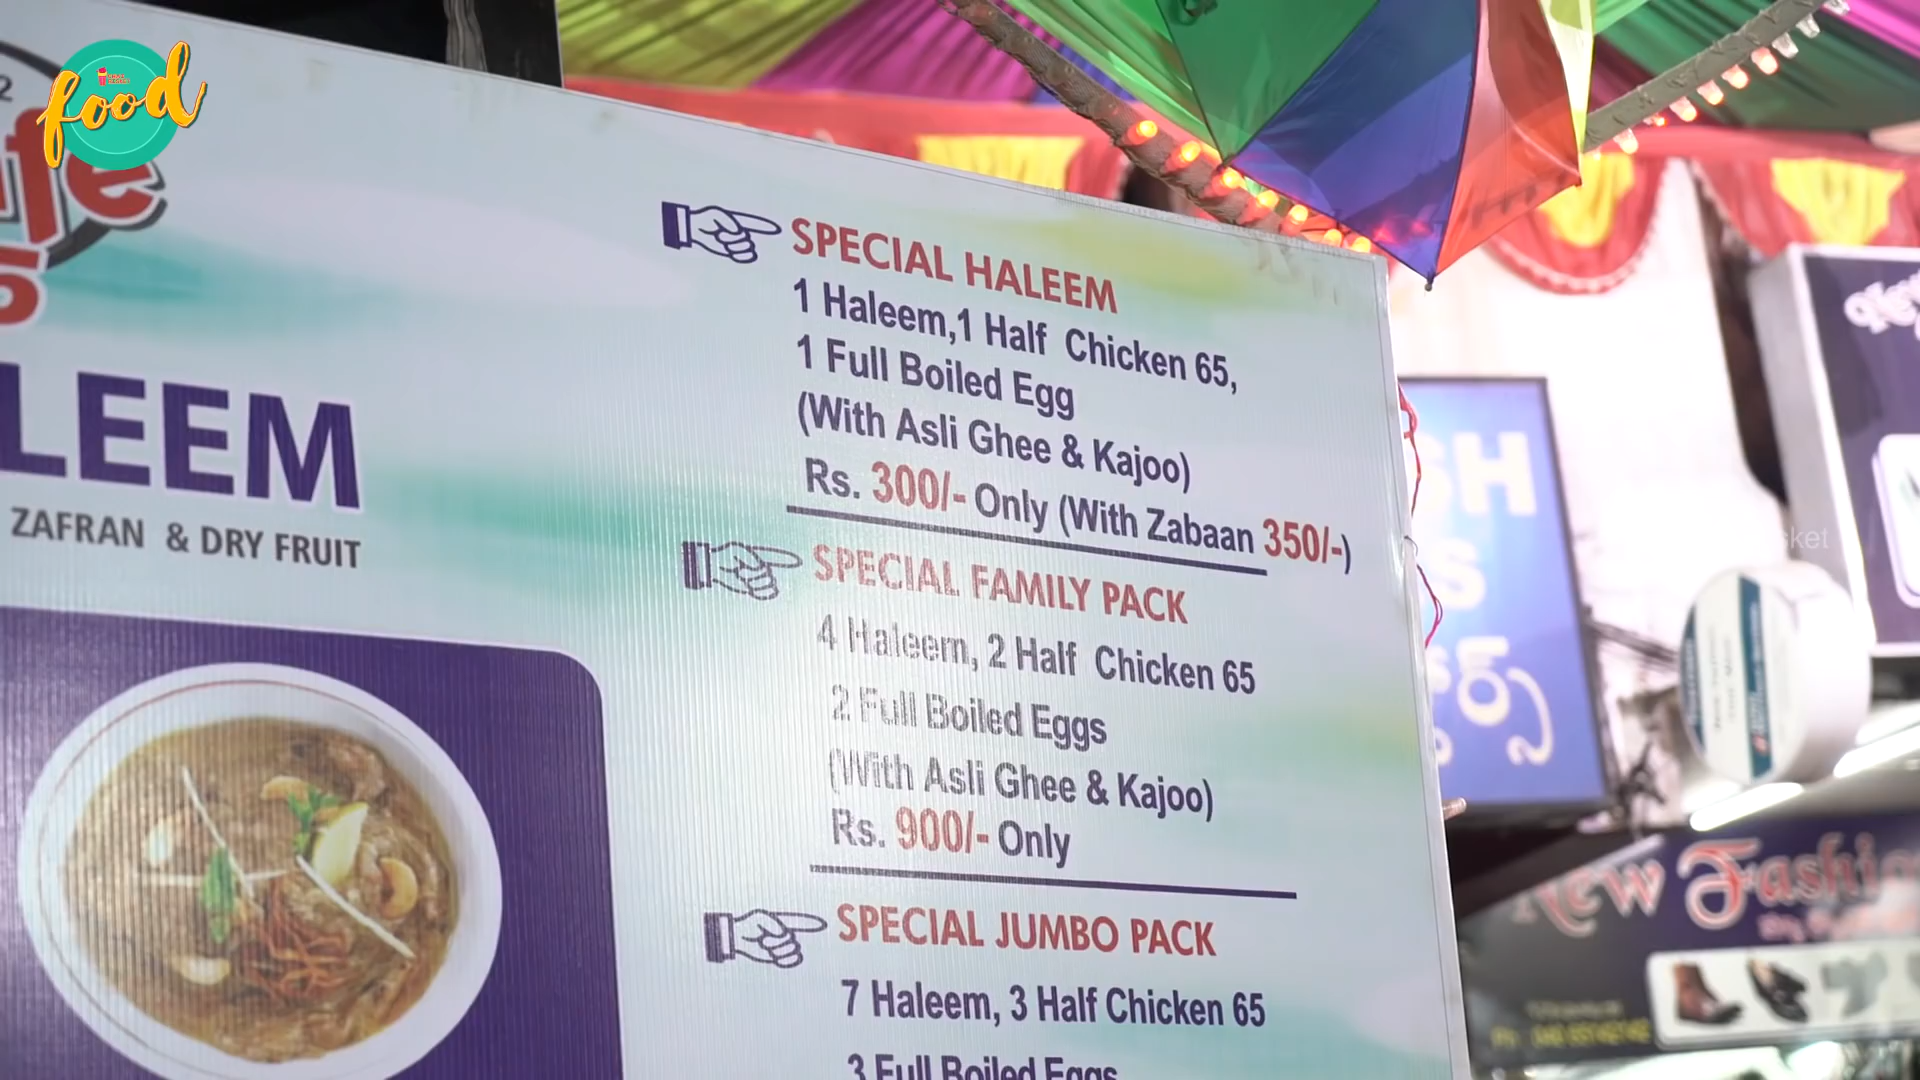 food
SPECIAL HALEEM
1 Haleem,1 Half Chicken 65,
1 Full Boiled Egg
(With Asli Ghee & Kajoo)
Rs. 300/- Only (With Zabaan 350/-)
SPECIAL FAMILY PACK
4 Haleem, 2 Half Chicken 65
2 Full Boiled Eggs
(With Asli Ghee & Kajoo)
Rs. 900/- Only
SPECIAL JUMBO PACK
7 Haleem, 3 Half Chicken 65
3 Full Boiled Eggs
LEEM
ZAFRAN & DRY FRUIT
SH
S
New Fashi